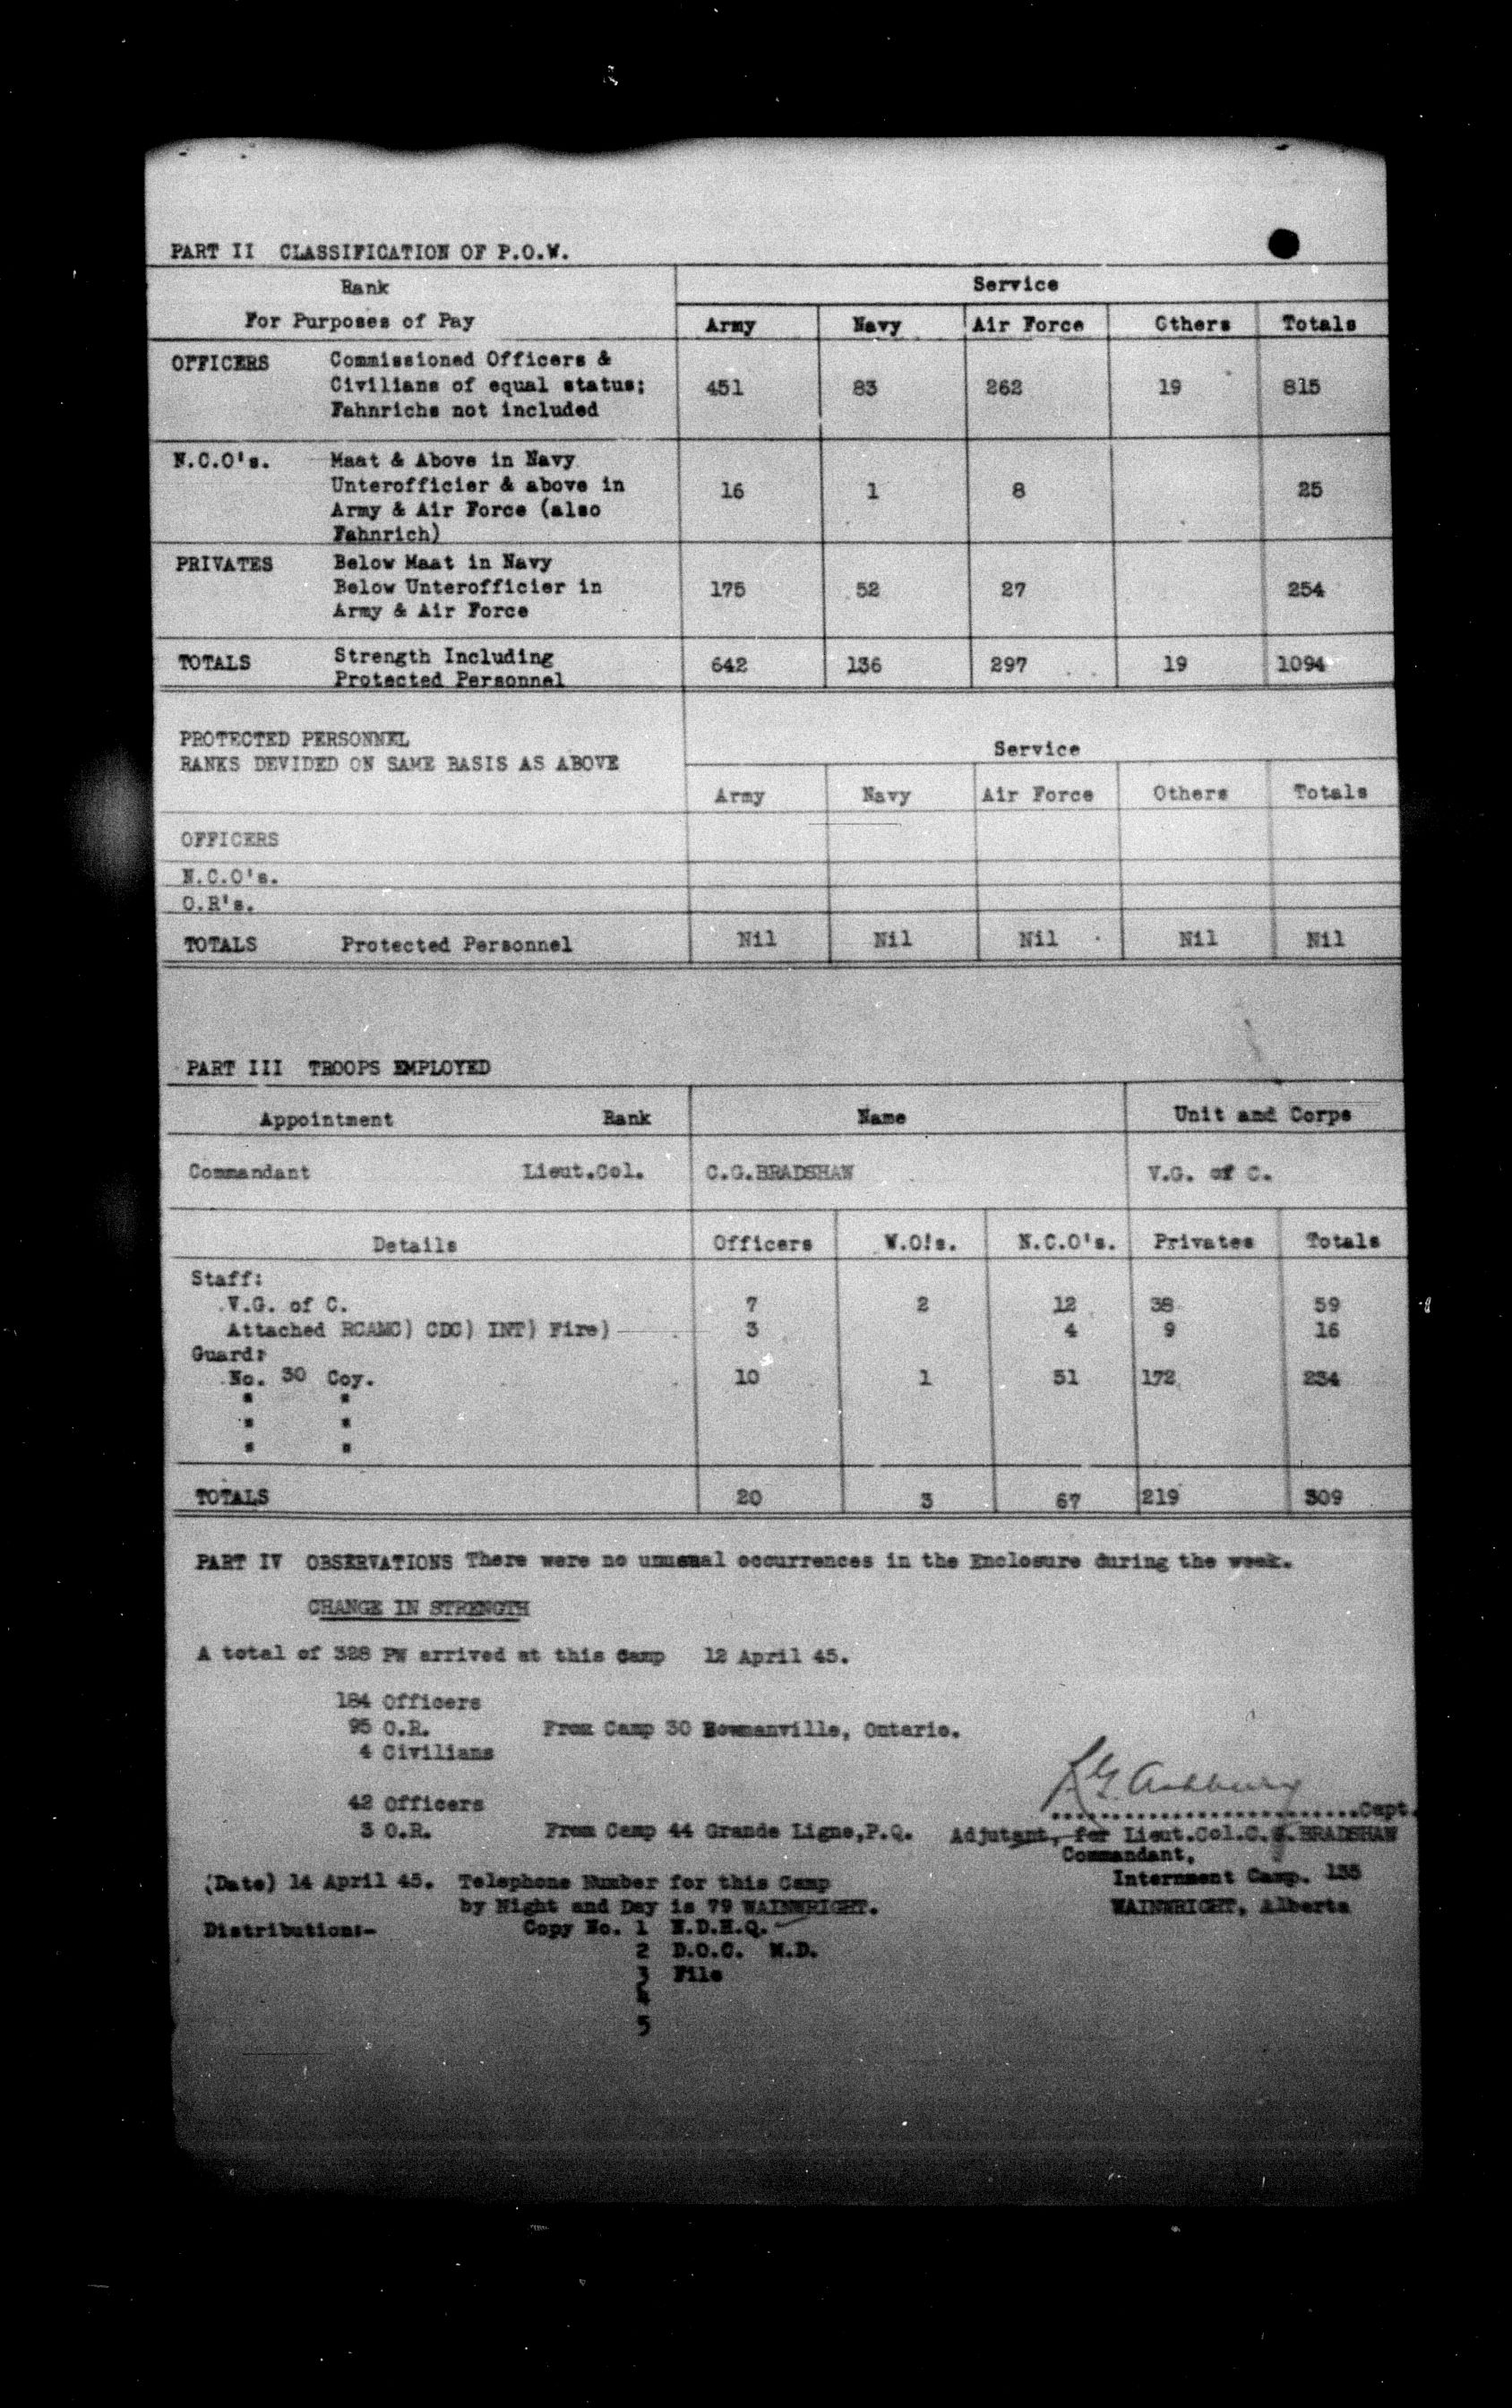 PART II CLASSIFICATION OF P.O.W.
Rank Service
For Purposes of Pay Army Navy Air Force Others Totals
OFFICERS Commissioned Officers &
Civilians of equal status; 451 83 262 19 815
Fahnrichs not included
N.C.O's. Maat & Above in Navy
Unterofficier & above in 16 1 8 25
Army & Air Force (also
Fahnrich)
PRIVATES Below Maat in Navy
Below Unterofficier in 175 52 27 254
Army & Air Force
TOTALS Strength Including 642 136 297 19 1094
Protected Personnel
PROTECTED PERSONNEL Service
RANKS DEVIDED ON SAME BASIS AS ABOVE
Army Navy Air Force Others Totals
OFFICERS
N.C.O's.
O.R's.
TOTALS Protected Personnel Nil Nil Nil Nil Nil
PART III TROOPS EMPLOYED
Appointment Rank Name Unit and Corps
Commandant Lieut.Col. C.G.BRADSHAW V.G. of C.
Details Officers W.O!s. N.C.O's. Privates Totals
Staff:
V.G. of C. 7 2 12 38 59
Attached RCAMC) CDC) INT) Fire) 3 4 9 16
Guard:
No. 30 Coy. 10 1 51 172 234
" "
" "
" "
TOTALS 20 3 67 219 309
PART IV OBSERVATIONS There were no unusual occurrences in the Enclosure during the week.
CHANGE IN STRENGTH
A total of 328 PW arrived at this Camp 12 April 45.
184 Officers
95 O.R. From Camp 30 Bowmanville, Ontario.
4 Civilians
42 Officers
3 O.R. From Camp 44 Grande Ligne,P.Q.
..........................Capt.
Adjutant, for Lieut.Col.C.G.BRADSHAW
Commandant,
Internment Camp. 135
WAINWRIGHT, Alberta
(Date) 14 April 45. Telephone Number for this Camp
by Night and Day is 79 WAINWRIGHT.
Distribution:- Copy No. 1 N.D.H.Q.
2 D.O.C. M.D.
3 File
4
5